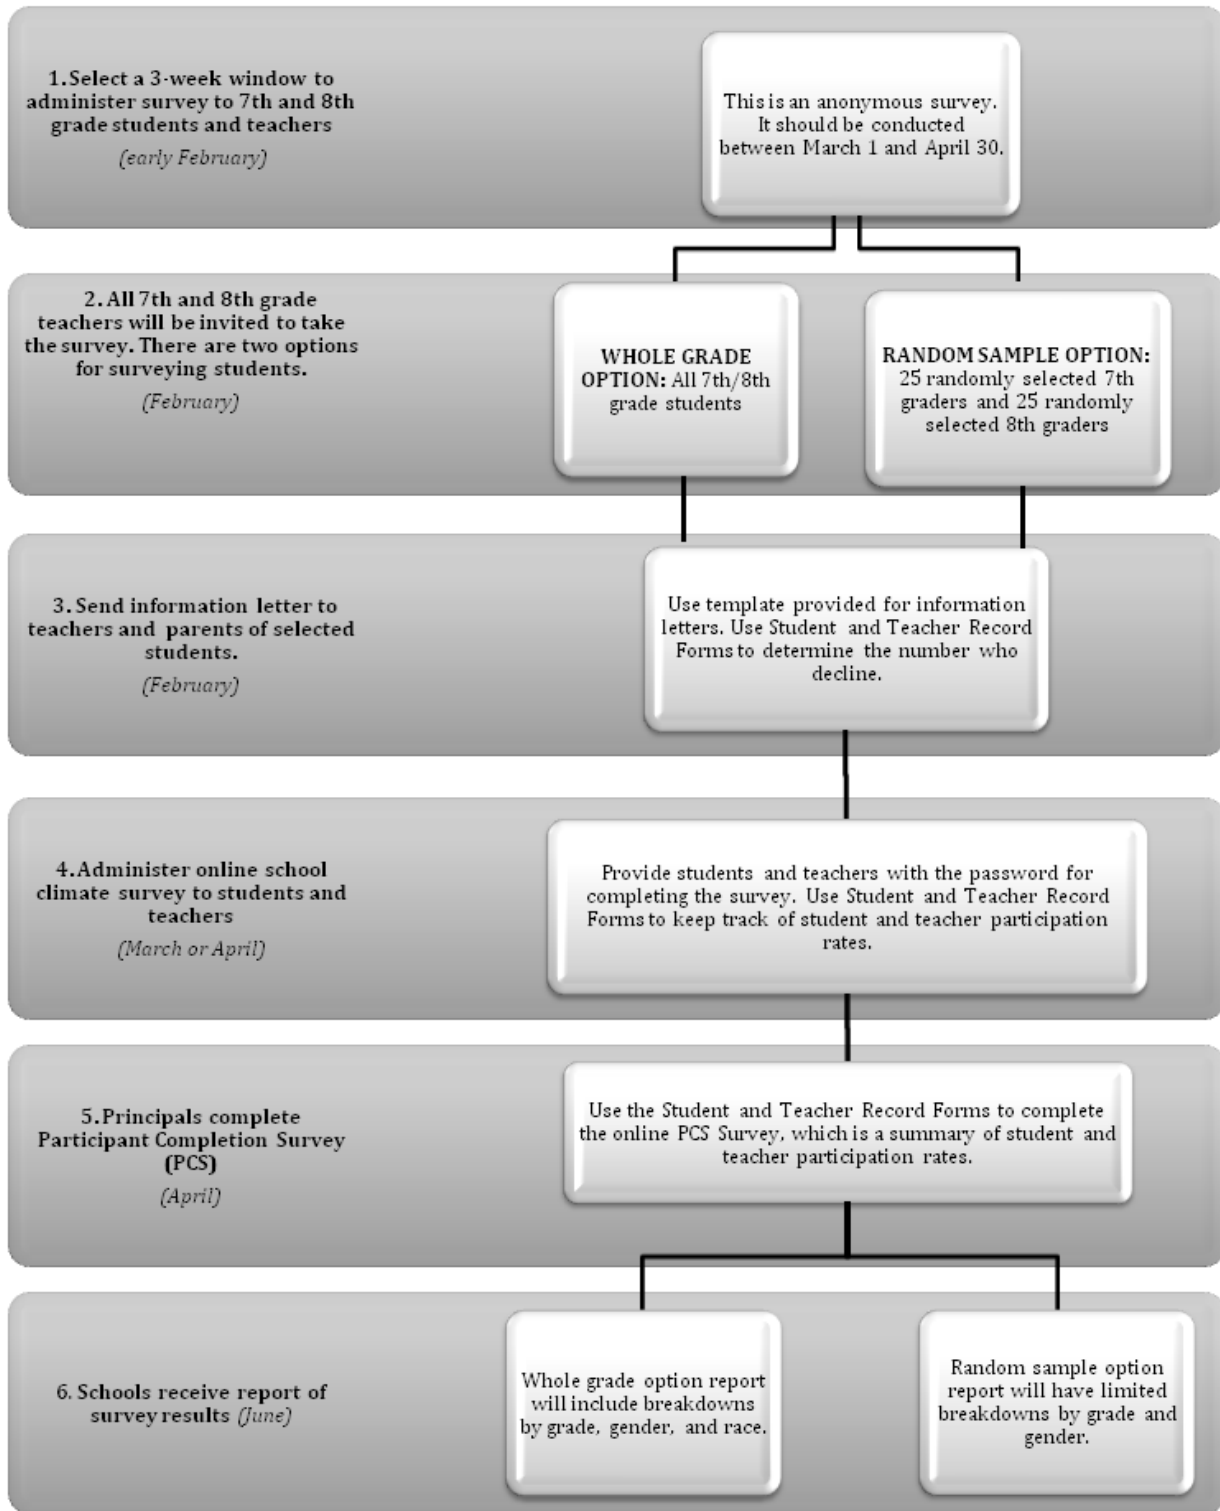 1. Select a 3-week window to
administer survey to 7th and 8th
grade students and teachers
(early February)
This is an anonymous survey.
It should be conducted
between March 1 and April 30.
2. All 7th and 8th grade
teachers will be invited to take
the survey. There are two options
for surveying students.
(February)
WHOLE GRADE
OPTION: All 7th/8th
grade students
RANDOM SAMPLE OPTION:
25 randomly selected 7th
graders and 25 randomly
selected 8th graders
3. Send information letter to
teachers and parents of selected
students.
(February)
Use template provided for information
letters. Use Student and Teacher Record
Forms to determine the number who
decline.
4. Administer online school
climate survey to students and
teachers
(March or April)
Provide students and teachers with the password for
completing the survey. Use Student and Teacher Record
Forms to keep track of student and teacher participation
rates.
5. Principals complete
Participant Completion Survey
(PCS)
(April)
Use the Student and Teacher Record Forms to complete
the online PCS Survey, which is a summary of student and
teacher participation rates.
6. Schools receive report of
survey results (June)
Whole grade option report
will include breakdowns
by grade, gender, and race.
Random sample option
report will have limited
breakdowns by grade and
gender.